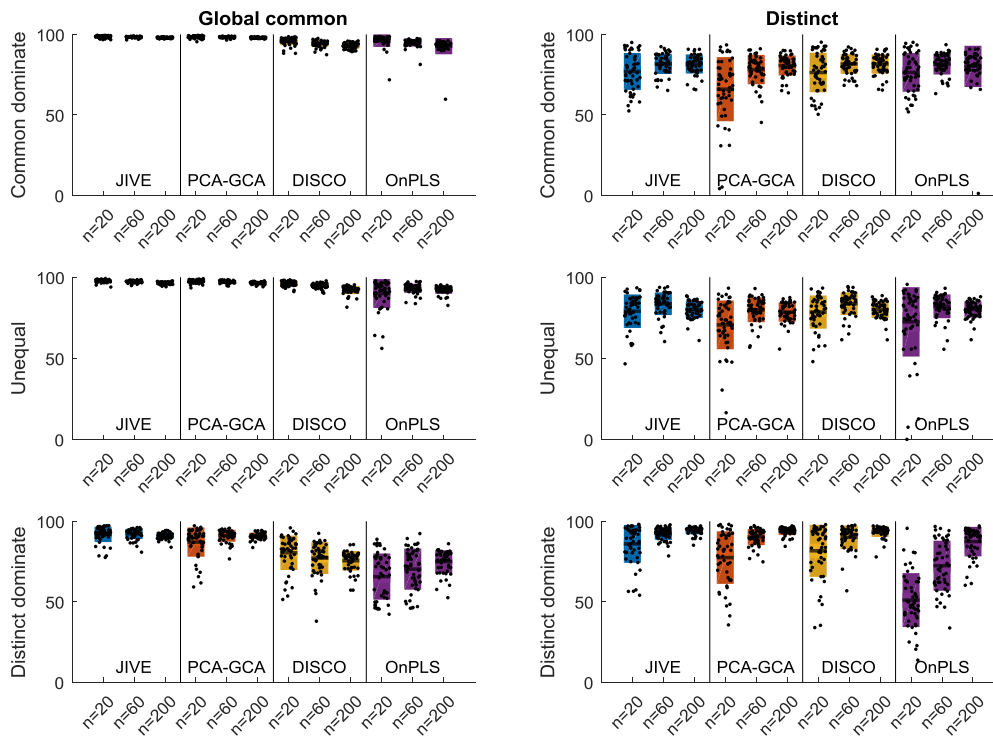 Global common
Distinct
Common dominate
100
50
0
JIVE PCA-GCA DISCO OnPLS
n=20 n=60 n=200 n=20 n=60 n=200 n=20 n=60 n=200 n=20 n=60 n=200
Common dominate
100
50
0
JIVE PCA-GCA DISCO OnPLS
n=20 n=60 n=200 n=20 n=60 n=200 n=20 n=60 n=200 n=20 n=60 n=200
Unequal
100
50
0
JIVE PCA-GCA DISCO OnPLS
n=20 n=60 n=200 n=20 n=60 n=200 n=20 n=60 n=200 n=20 n=60 n=200
Unequal
100
50
0
JIVE PCA-GCA DISCO OnPLS
n=20 n=60 n=200 n=20 n=60 n=200 n=20 n=60 n=200 n=20 n=60 n=200
Distinct dominate
100
50
0
JIVE PCA-GCA DISCO OnPLS
n=20 n=60 n=200 n=20 n=60 n=200 n=20 n=60 n=200 n=20 n=60 n=200
Distinct dominate
100
50
0
JIVE PCA-GCA DISCO OnPLS
n=20 n=60 n=200 n=20 n=60 n=200 n=20 n=60 n=200 n=20 n=60 n=200